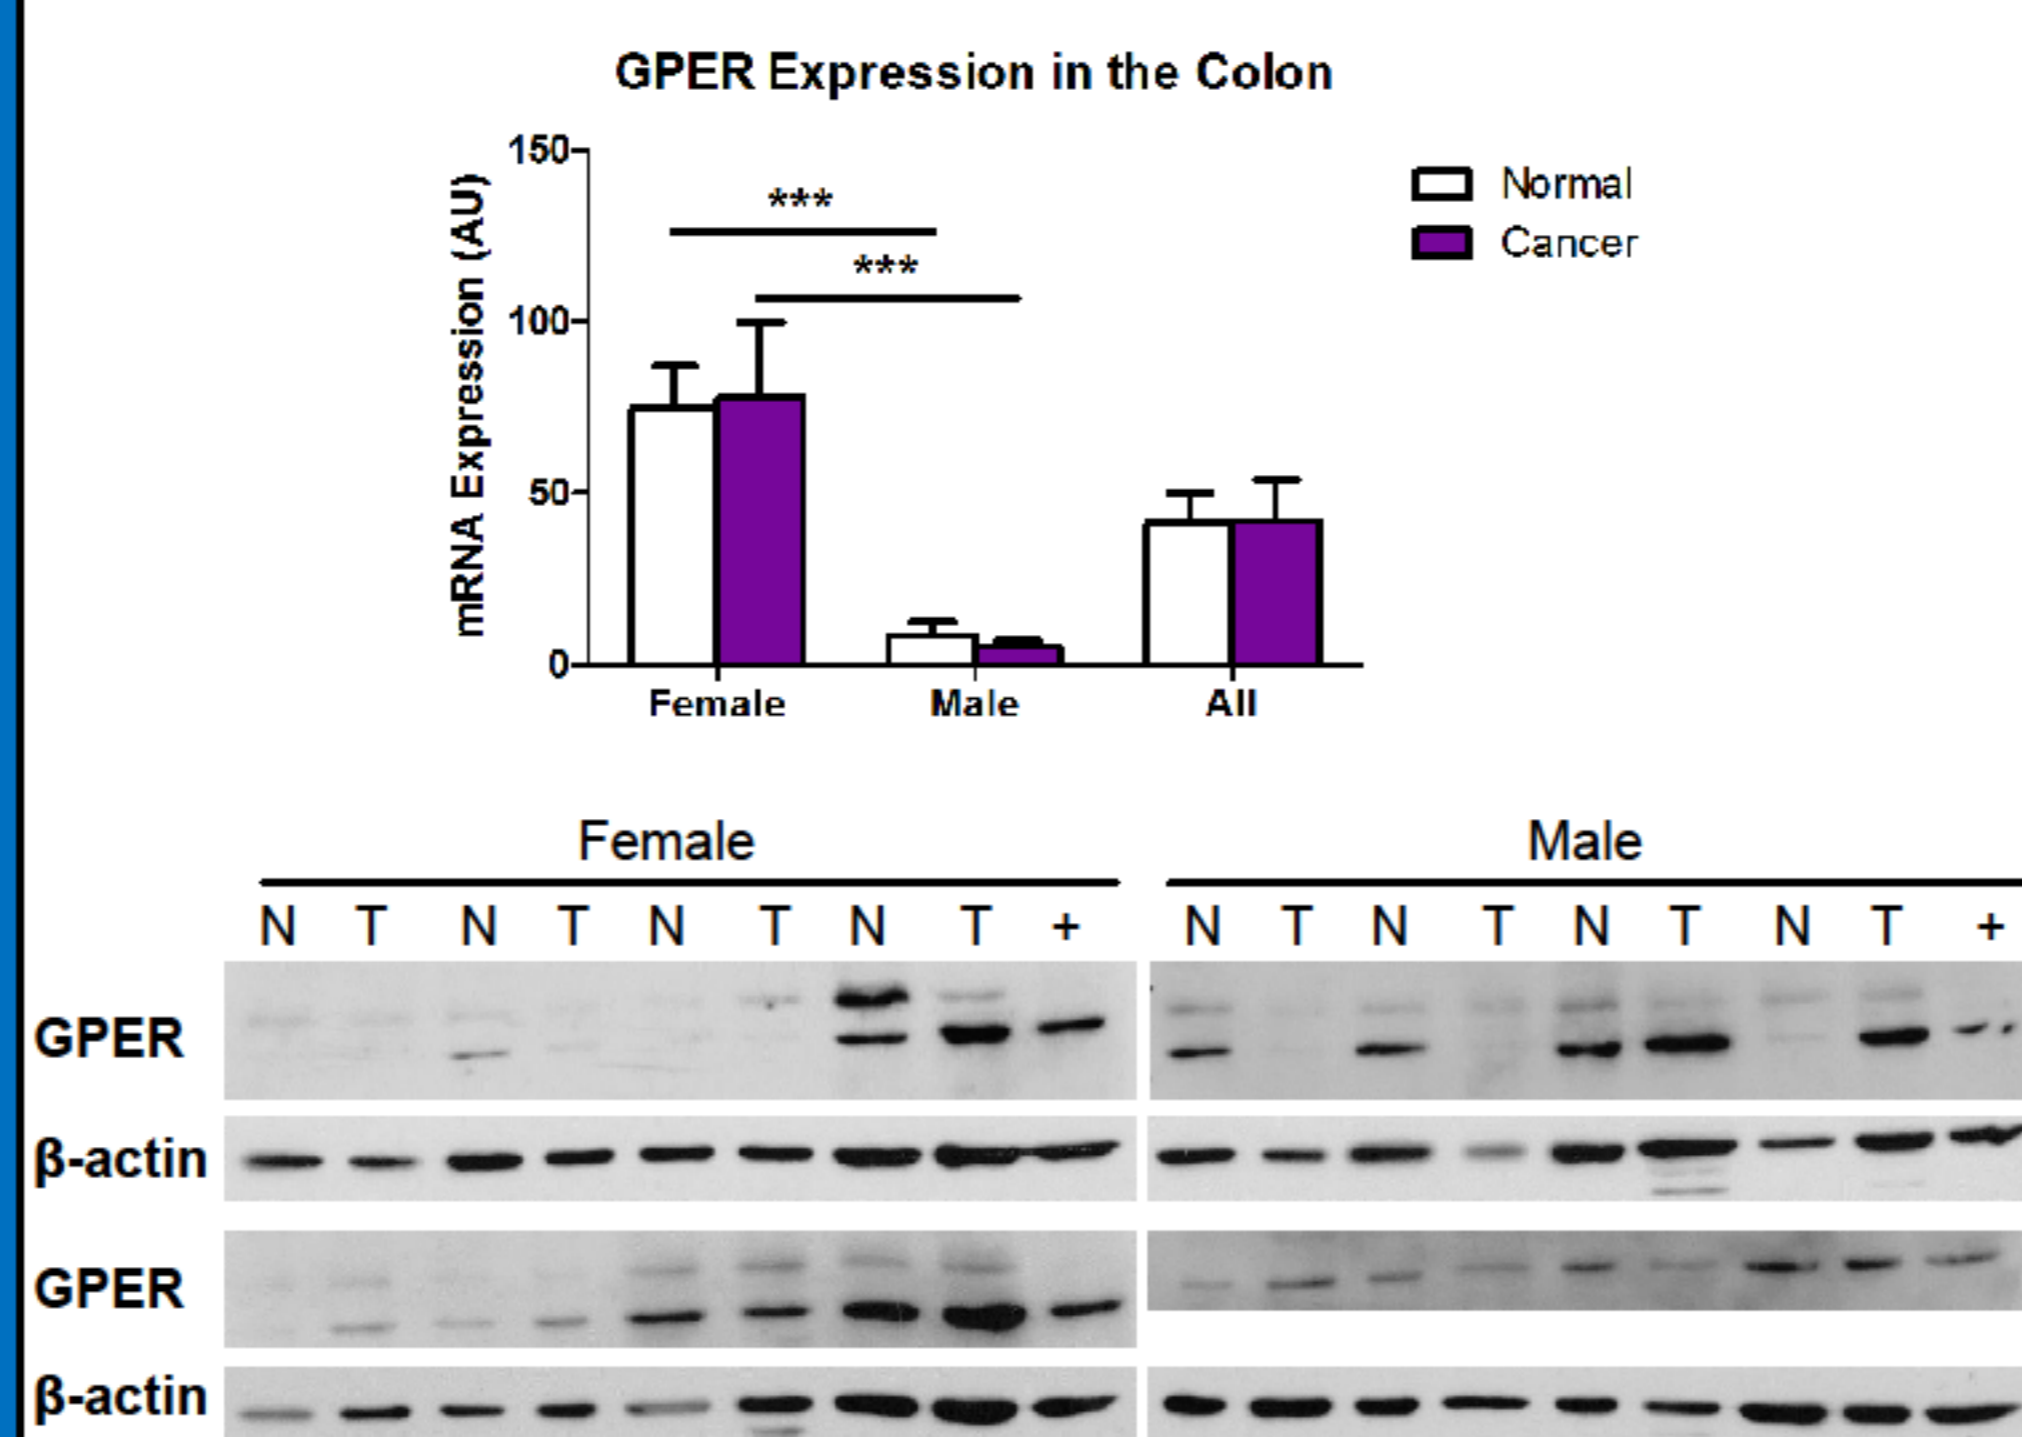 GPER Expression in the Colon
mRNA Expression (AU)
150
100
50
0
***
***
Normal
Cancer
Female Male All
Female Male
N T N T N T N T + N T N T N T N T +
GPER
β-actin
GPER
β-actin